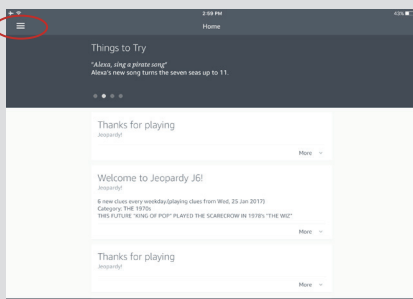 2:59 PM
43%
Home
Things to Try
"Alexa, sing a pirate song"
Alexa's new song turns the seven seas up to 11.
Thanks for playing
Jeopardy!
More
Welcome to Jeopardy J6!
Jeopardy!
6 new clues every weekday.(playing clues from Wed, 25 Jan 2017)
Category: THE 1970s
THIS FUTURE "KING OF POP" PLAYED THE SCARECROW IN 1978's "THE WIZ"
More
Thanks for playing
Jeopardy!
More